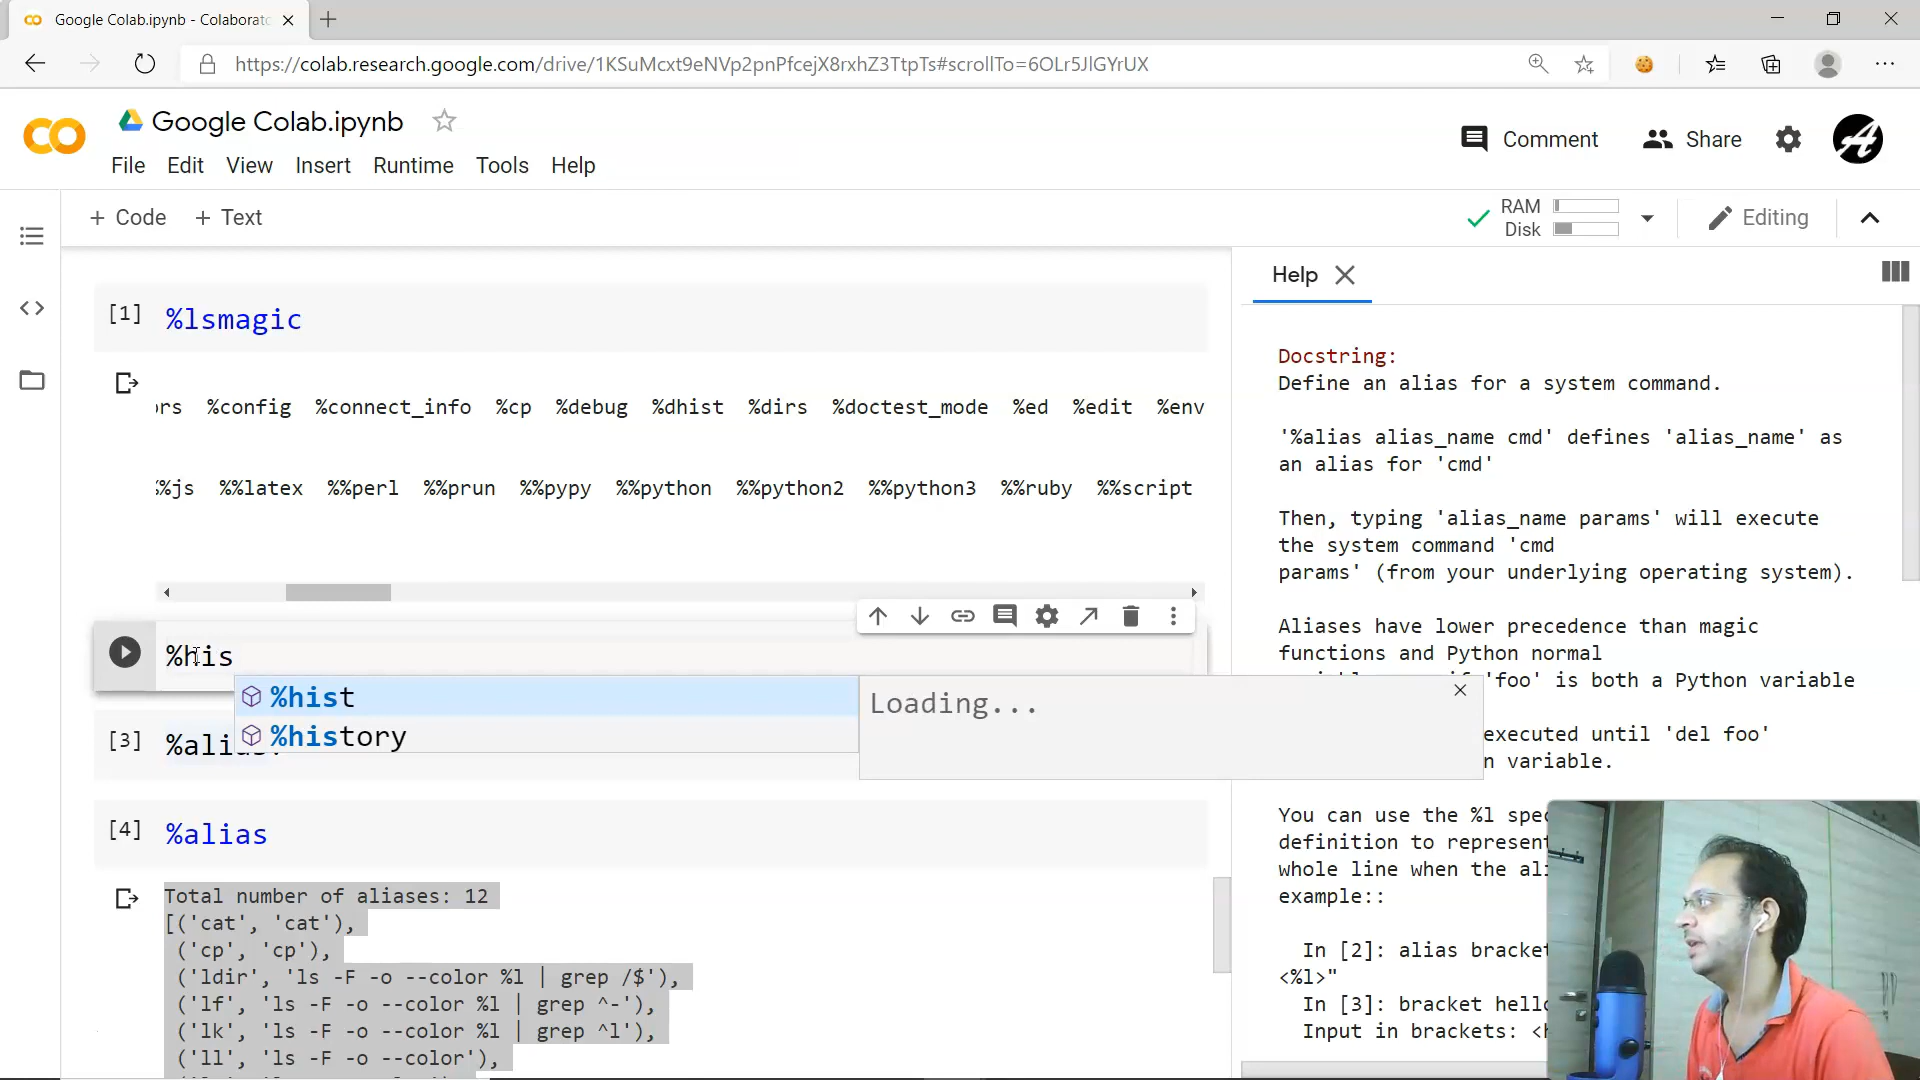 Google Colab.ipynb - Colaborato
https://colab.research.google.com/drive/1KSuMcxt9eNVp2pnPfcejX8rxhZ3TtpTs#scrollTo=6OLr5JlGYrUX
Google Colab.ipynb
Comment
Share
File Edit View Insert Runtime Tools Help
+ Code + Text
RAM
Disk
Editing
Help
[1] %lsmagic
ors %config %connect_info %cp %debug %dhist %dirs %doctest_mode %ed %edit %env
%%js %%latex %%perl %%prun %%pypy %%python %%python2 %%python3 %%ruby %%script
%his
%hist
%history
Loading...
[3] %alias
[4] %alias
Total number of aliases: 12
[('cat', 'cat'),
('cp', 'cp'),
('ldir', 'ls -F -o --color %l | grep /$'),
('lf', 'ls -F -o --color %l | grep ^-'),
('lk', 'ls -F -o --color %l | grep ^l'),
('ll', 'ls -F -o --color'),
Docstring:
Define an alias for a system command.
'%alias alias_name cmd' defines 'alias_name' as
an alias for 'cmd'
Then, typing 'alias_name params' will execute
the system command 'cmd
params' (from your underlying operating system).
Aliases have lower precedence than magic
functions and Python normal
'foo' is both a Python variable
executed until 'del foo'
n variable.
You can use the %l spec
definition to represent
whole line when the ali
example::
In [2]: alias bracket
<%l>"
In [3]: bracket hello
Input in brackets: <h